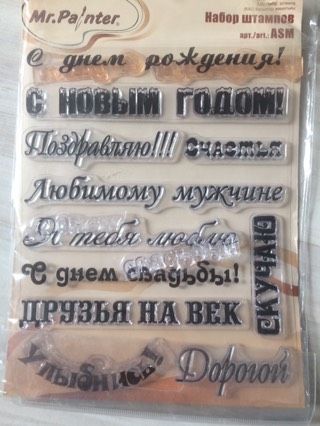 Mr.Painter
Набор штампов
арт./art.: ASM
С днем рождения!
С НОВЫМ ГОДОМ!
Поздравляю!!! Счастья
Любимому мужчине
Я тебя люблю
СКУЧАЮ
С днем свадьбы!
ДРУЗЬЯ НА ВЕК
Улыбнись!
Дорогой